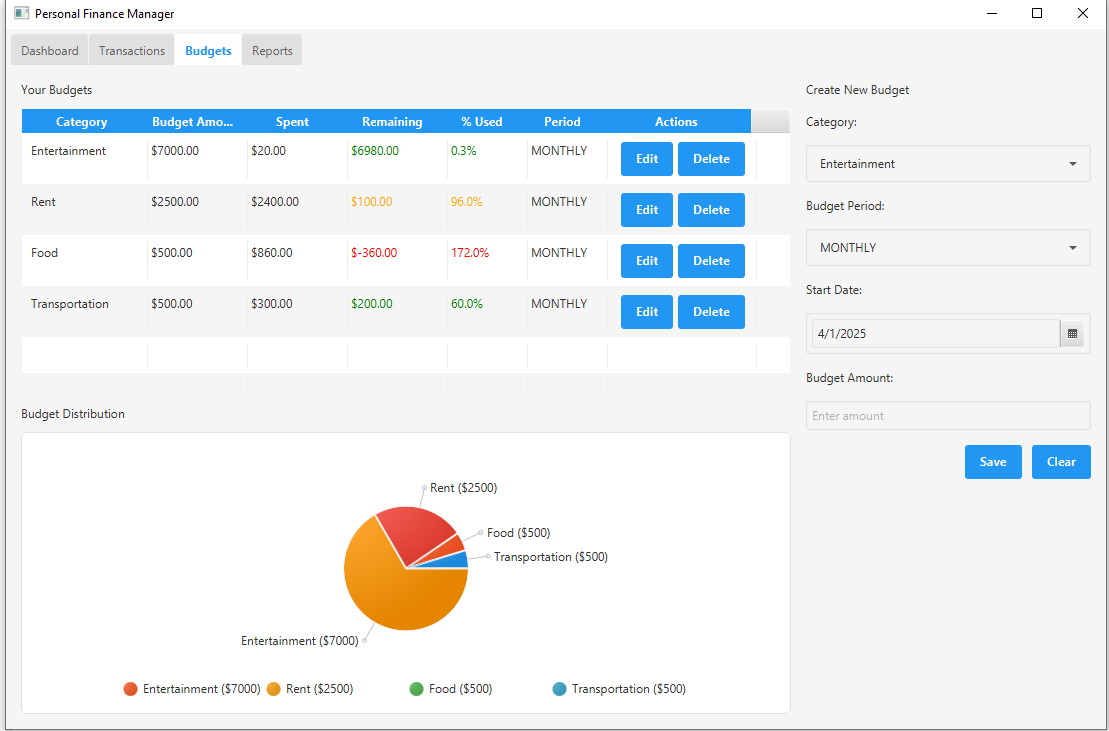 Personal Finance Manager
Dashboard Transactions Budgets Reports
Your Budgets
Category Budget Amo... Spent Remaining % Used Period Actions
Entertainment $7000.00 $20.00 $6980.00 0.3% MONTHLY Edit Delete
Rent $2500.00 $2400.00 $100.00 96.0% MONTHLY Edit Delete
Food $500.00 $860.00 $-360.00 172.0% MONTHLY Edit Delete
Transportation $500.00 $300.00 $200.00 60.0% MONTHLY Edit Delete
Budget Distribution
Rent ($2500)
Food ($500)
Transportation ($500)
Entertainment ($7000)
Entertainment ($7000) Rent ($2500) Food ($500) Transportation ($500)
Create New Budget
Category:
Entertainment
Budget Period:
MONTHLY
Start Date:
4/1/2025
Budget Amount:
Enter amount
Save Clear